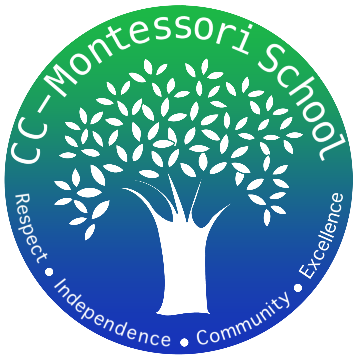 CC-Montessori School
Respect • Independence • Community • Excellence